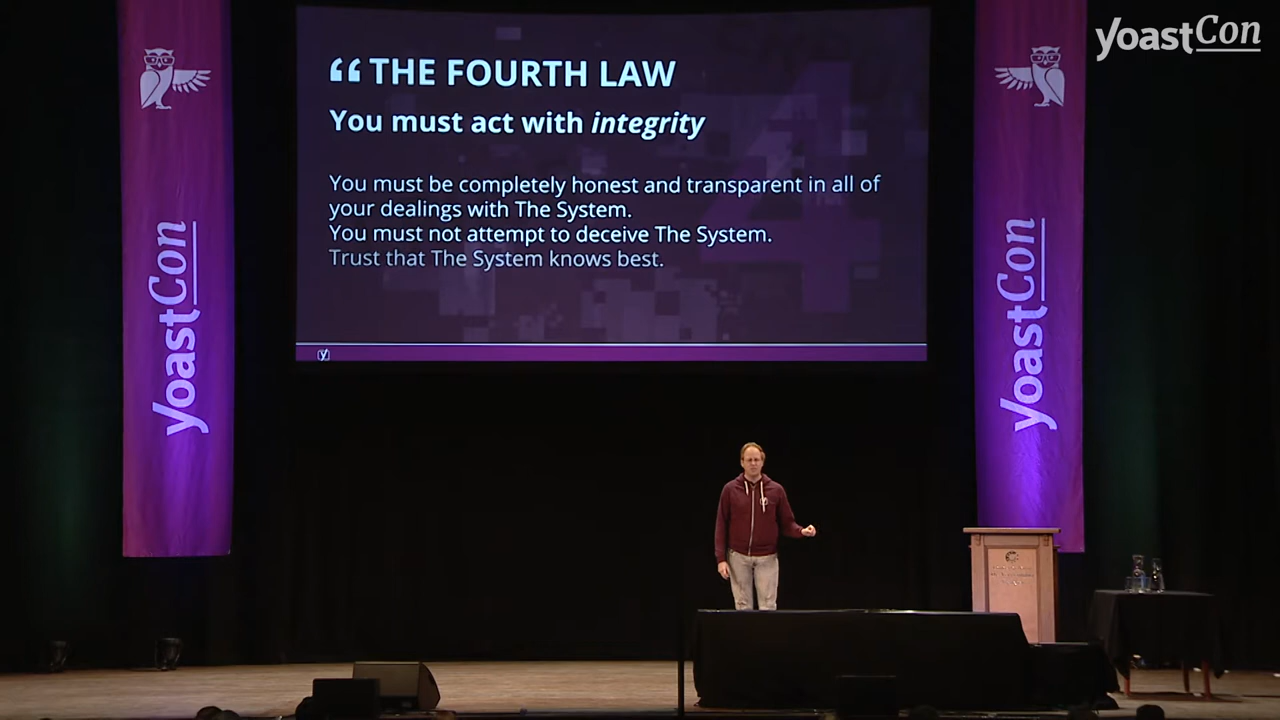 yoastCon
“THE FOURTH LAW
You must act with integrity
You must be completely honest and transparent in all of
your dealings with The System.
You must not attempt to deceive The System.
Trust that The System knows best.
yoastCon
yoastCon